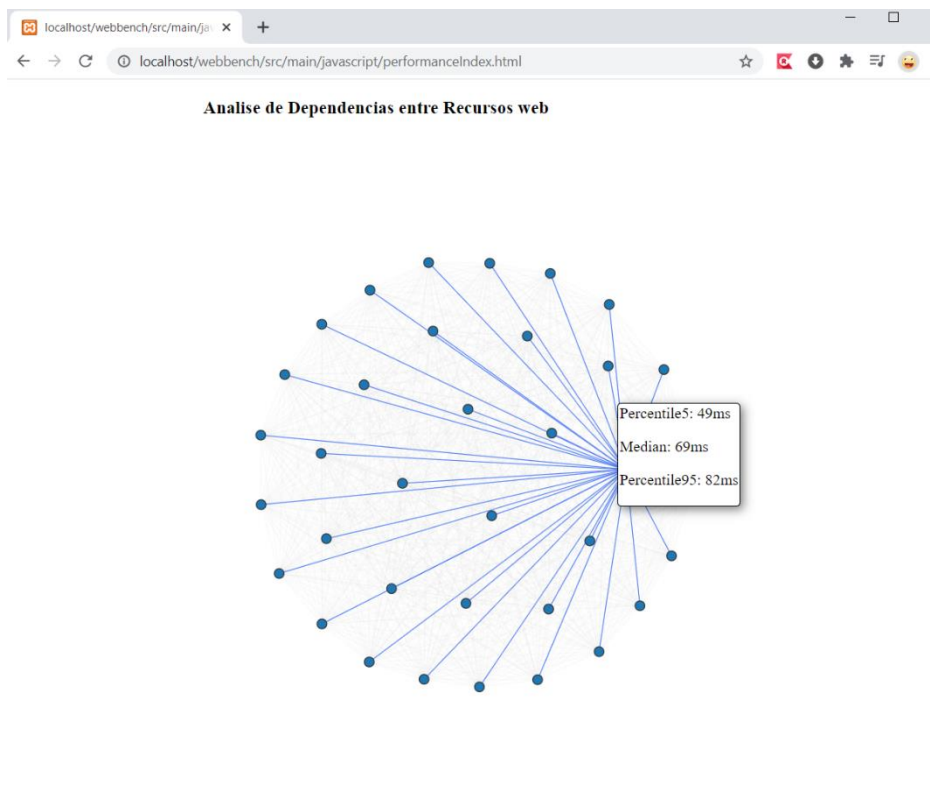 localhost/webbench/src/main/ja
localhost/webbench/src/main/javascript/performanceIndex.html
Analise de Dependencias entre Recursos web
Percentile5: 49ms
Median: 69ms
Percentile95: 82ms